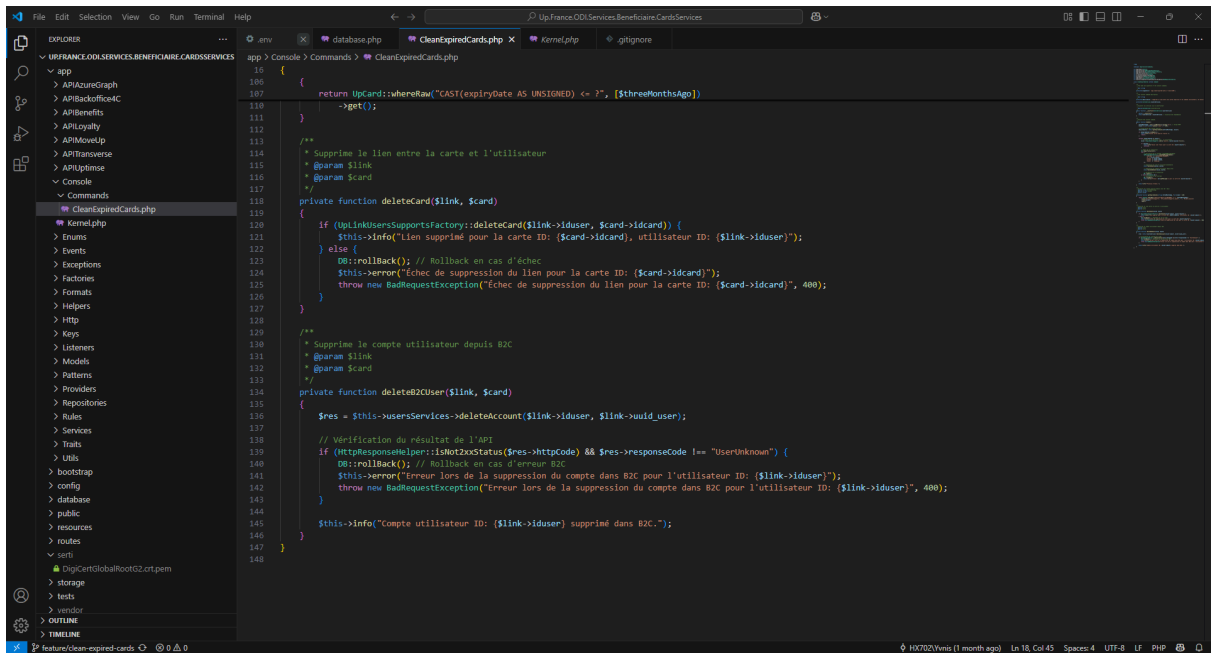 File Edit Selection View Go Run Terminal Help
Up.France.ODI.Services.Beneficiaire.CardsServices
EXPLORER
UP.FRANCE.ODI.SERVICES.BENEFICIAIRE.CARDSSERVICES
app
APIAzureGraph
APIBackoffice4C
APIBenefits
APILoyalty
APIMoveUp
APITransverse
APIUptimse
Console
Commands
CleanExpiredCards.php
Kernel.php
Enums
Events
Exceptions
Factories
Formats
Helpers
Http
Keys
Listeners
Models
Patterns
Providers
Repositories
Rules
Services
Traits
Utils
bootstrap
config
database
public
resources
routes
serti
DigiCertGlobalRootG2.crt.pem
storage
tests
vendor
OUTLINE
TIMELINE
.env database.php CleanExpiredCards.php Kernel.php .gitignore
app > Console > Commands > CleanExpiredCards.php
16 {
106 {
107 return UpCard::whereRaw("CAST(expiryDate AS UNSIGNED) <= ?", [$threeMonthsAgo])
110 ->get();
111 }
112
113 /**
114 * Supprime le lien entre la carte et l'utilisateur
115 * @param $link
116 * @param $card
117 */
118 private function deleteCard($link, $card)
119 {
120 if (UpLinkUsersSupportsFactory::deleteCard($link->iduser, $card->idcard)) {
121 $this->info("Lien supprimé pour la carte ID: {$card->idcard}, utilisateur ID: {$link->iduser}");
122 } else {
123 DB::rollBack(); // Rollback en cas d'échec
124 $this->error("Échec de suppression du lien pour la carte ID: {$card->idcard}");
125 throw new BadRequestException("Échec de suppression du lien pour la carte ID: {$card->idcard}", 400);
126 }
127 }
128
129 /**
130 * Supprime le compte utilisateur depuis B2C
131 * @param $link
132 * @param $card
133 */
134 private function deleteB2CUser($link, $card)
135 {
136 $res = $this->usersServices->deleteAccount($link->iduser, $link->uuid_user);
137
138 // Vérification du résultat de l'API
139 if (HttpResponseHelper::isNot2xxStatus($res->httpCode) && $res->responseCode !== "UserUnknown") {
140 DB::rollBack(); // Rollback en cas d'erreur B2C
141 $this->error("Erreur lors de la suppression du compte dans B2C pour l'utilisateur ID: {$link->iduser}");
142 throw new BadRequestException("Erreur lors de la suppression du compte dans B2C pour l'utilisateur ID: {$link->iduser}", 400);
143 }
144
145 $this->info("Compte utilisateur ID: {$link->iduser} supprimé dans B2C.");
146 }
147 }
148
feature/clean-expired-cards 0 0 HX702\Yvnis (1 month ago) Ln 18, Col 45 Spaces: 4 UTF-8 LF PHP